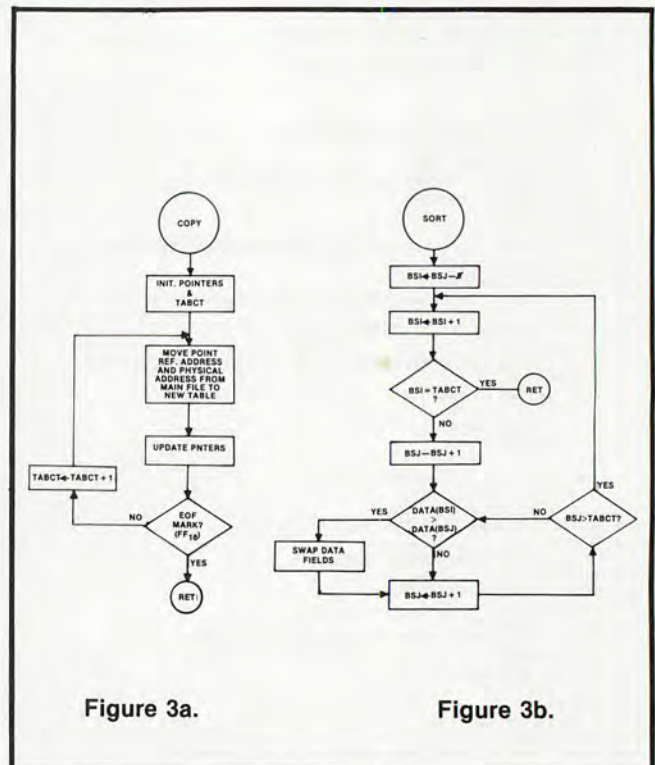 COPY
INIT. POINTERS
&
TABCT
MOVE POINT
REF. ADDRESS
AND PHYSICAL
ADDRESS FROM
MAIN FILE TO
NEW TABLE
UPDATE PNTERS
TABCT←TABCT + 1
NO
EOF
MARK?
(FF16)
YES
RET
Figure 3a.
SORT
BSI←BSJ—
BSI←BSI + 1
BSI = TABCT
?
YES
RET
NO
BSJ—BSJ + 1
YES
DATA(BSI)
>
DATA(BSJ)
?
NO
NO
BSJ>TABCT?
YES
SWAP DATA
FIELDS
BSJ←BSJ + 1
Figure 3b.